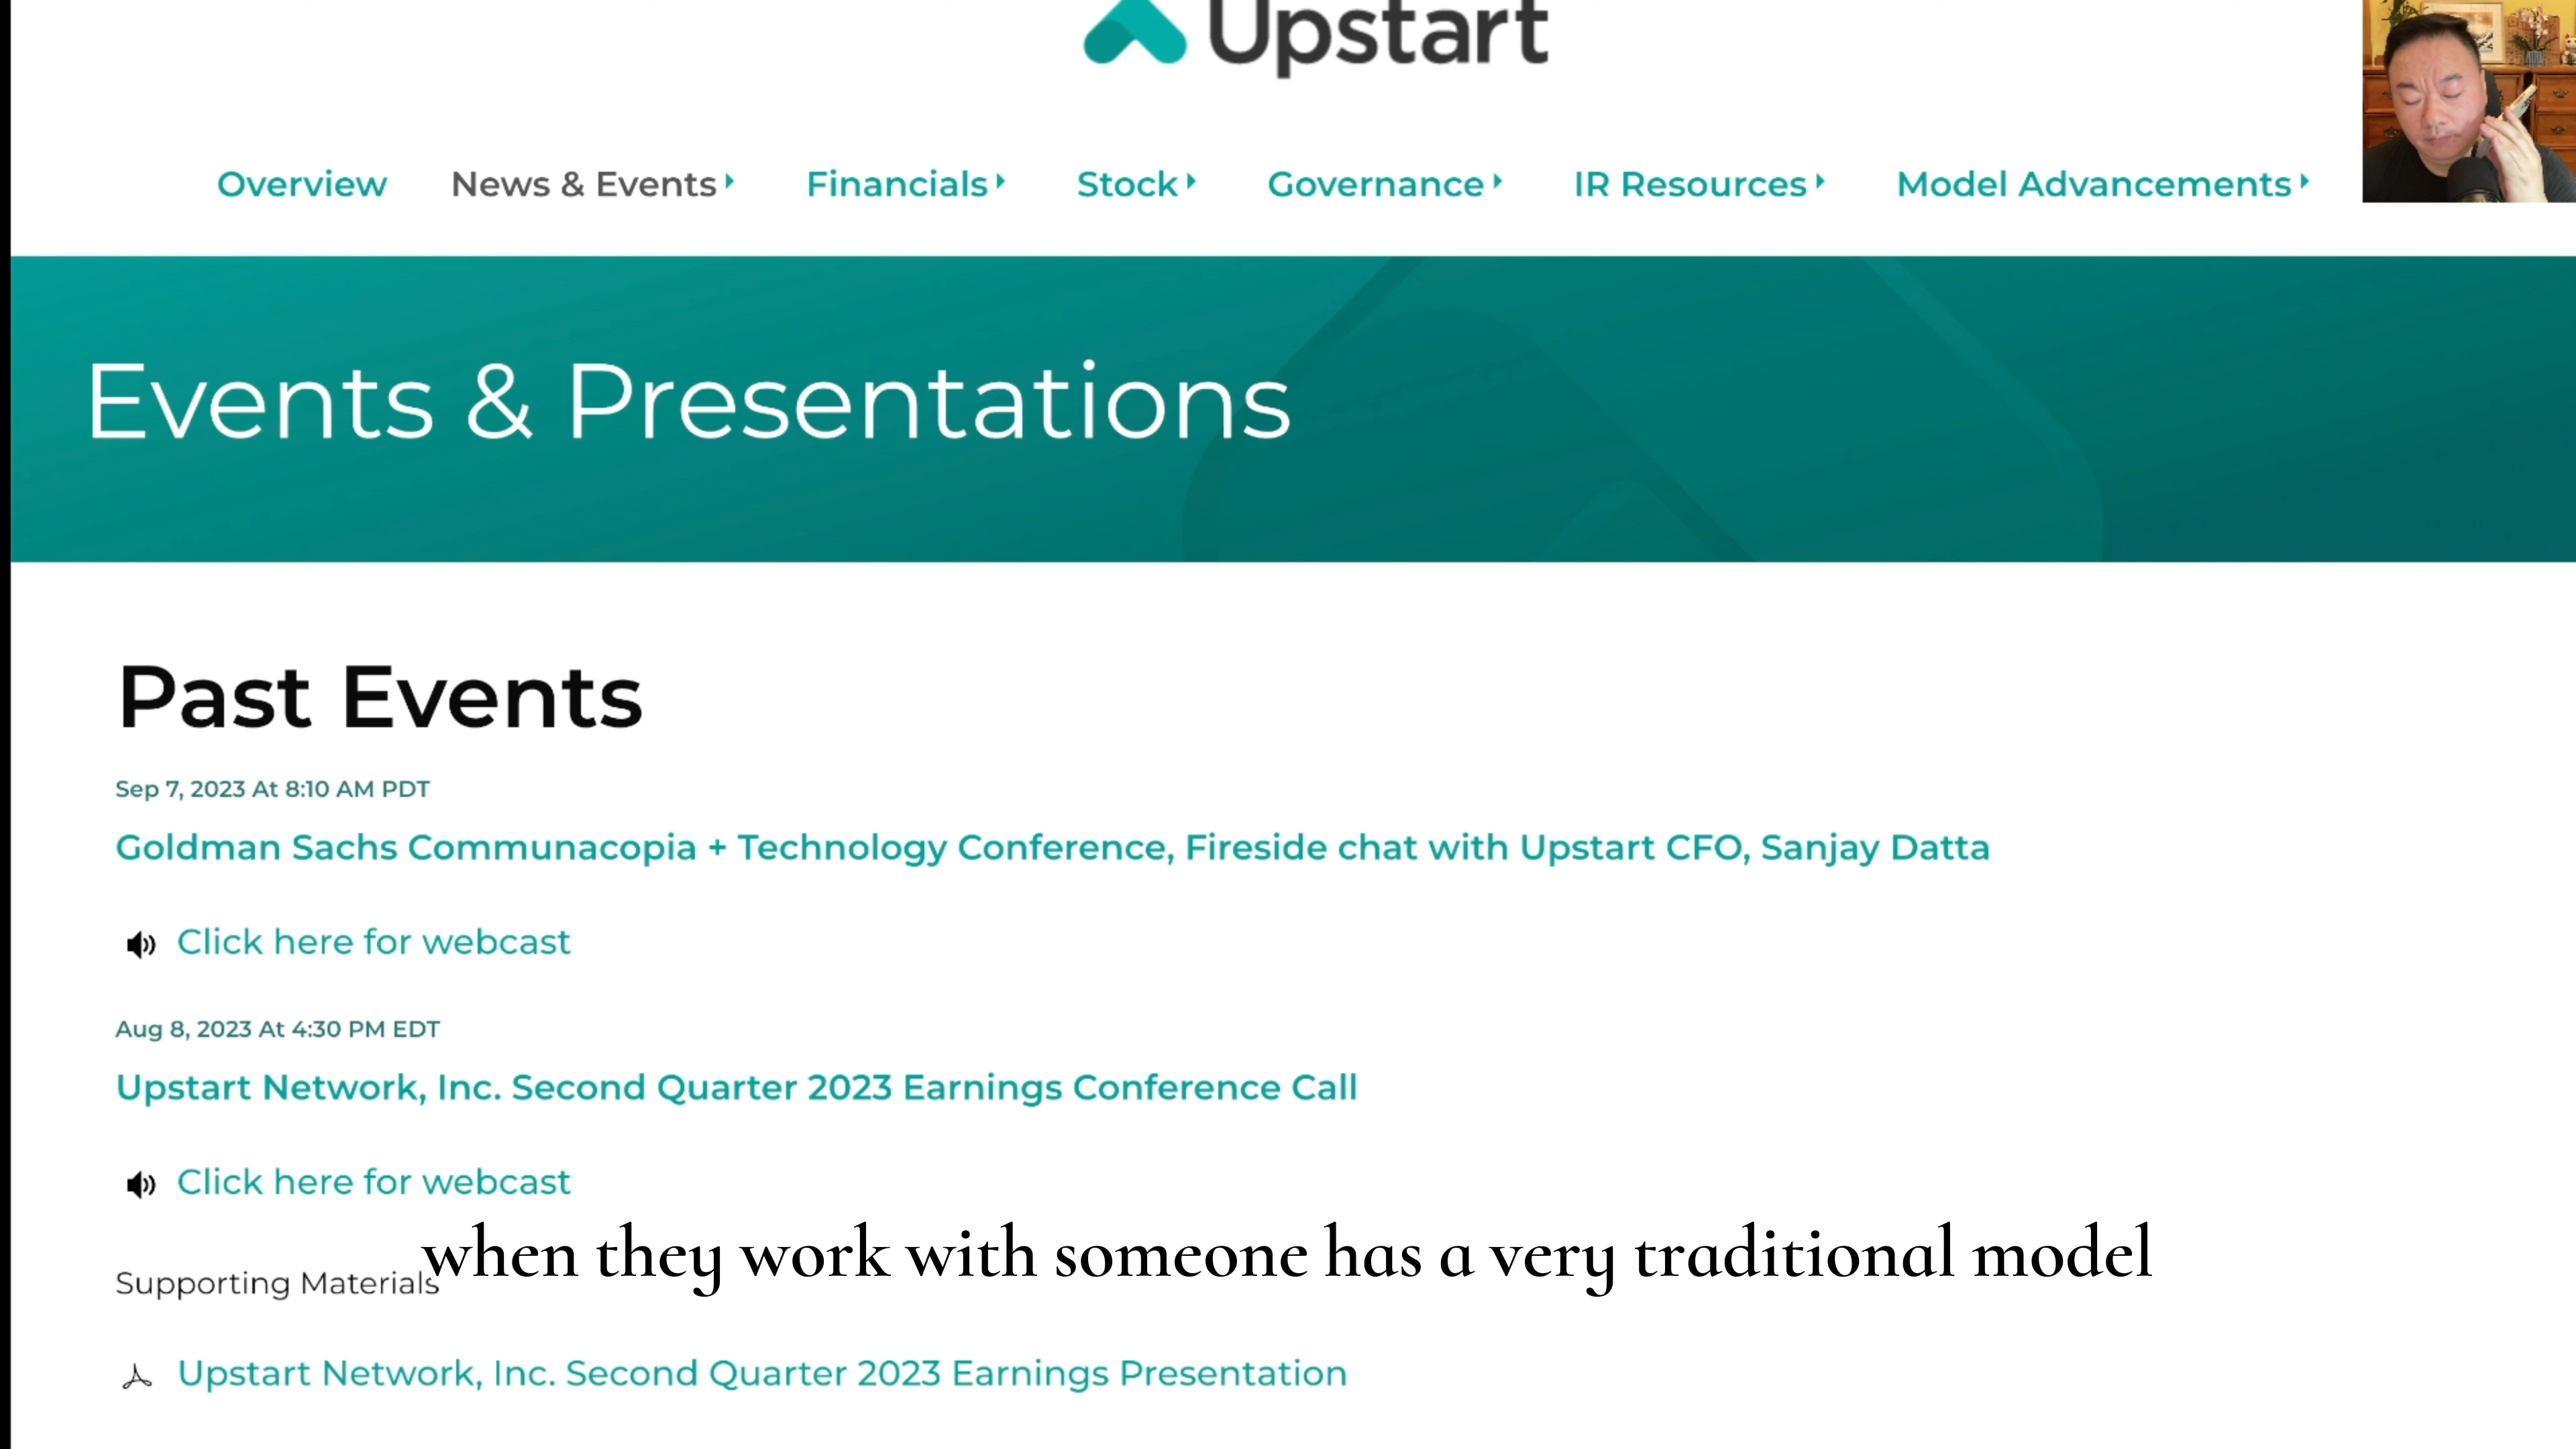 Upstart
Overview
News & Events
Financials
Stock
Governance
IR Resources
Model Advancements
Events & Presentations
Past Events
Sep 7, 2023 At 8:10 AM PDT
Goldman Sachs Communacopia + Technology Conference, Fireside chat with Upstart CFO, Sanjay Datta
Click here for webcast
Aug 8, 2023 At 4:30 PM EDT
Upstart Network, Inc. Second Quarter 2023 Earnings Conference Call
Click here for webcast
when they work with someone has a very traditional model
Supporting Materials
Upstart Network, Inc. Second Quarter 2023 Earnings Presentation